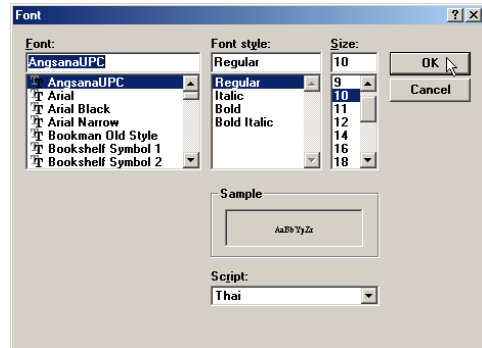 Font
Font: Font style: Size:
AngsanaUPC Regular 10 OK
AngsanaUPC Regular 9 Cancel
Arial Italic 10
Arial Black Bold 11
Arial Narrow Bold Italic 12
Bookman Old Style 14
Bookshelf Symbol 1 16
Bookshelf Symbol 2 18
Sample
AaBbYyZz
Script:
Thai